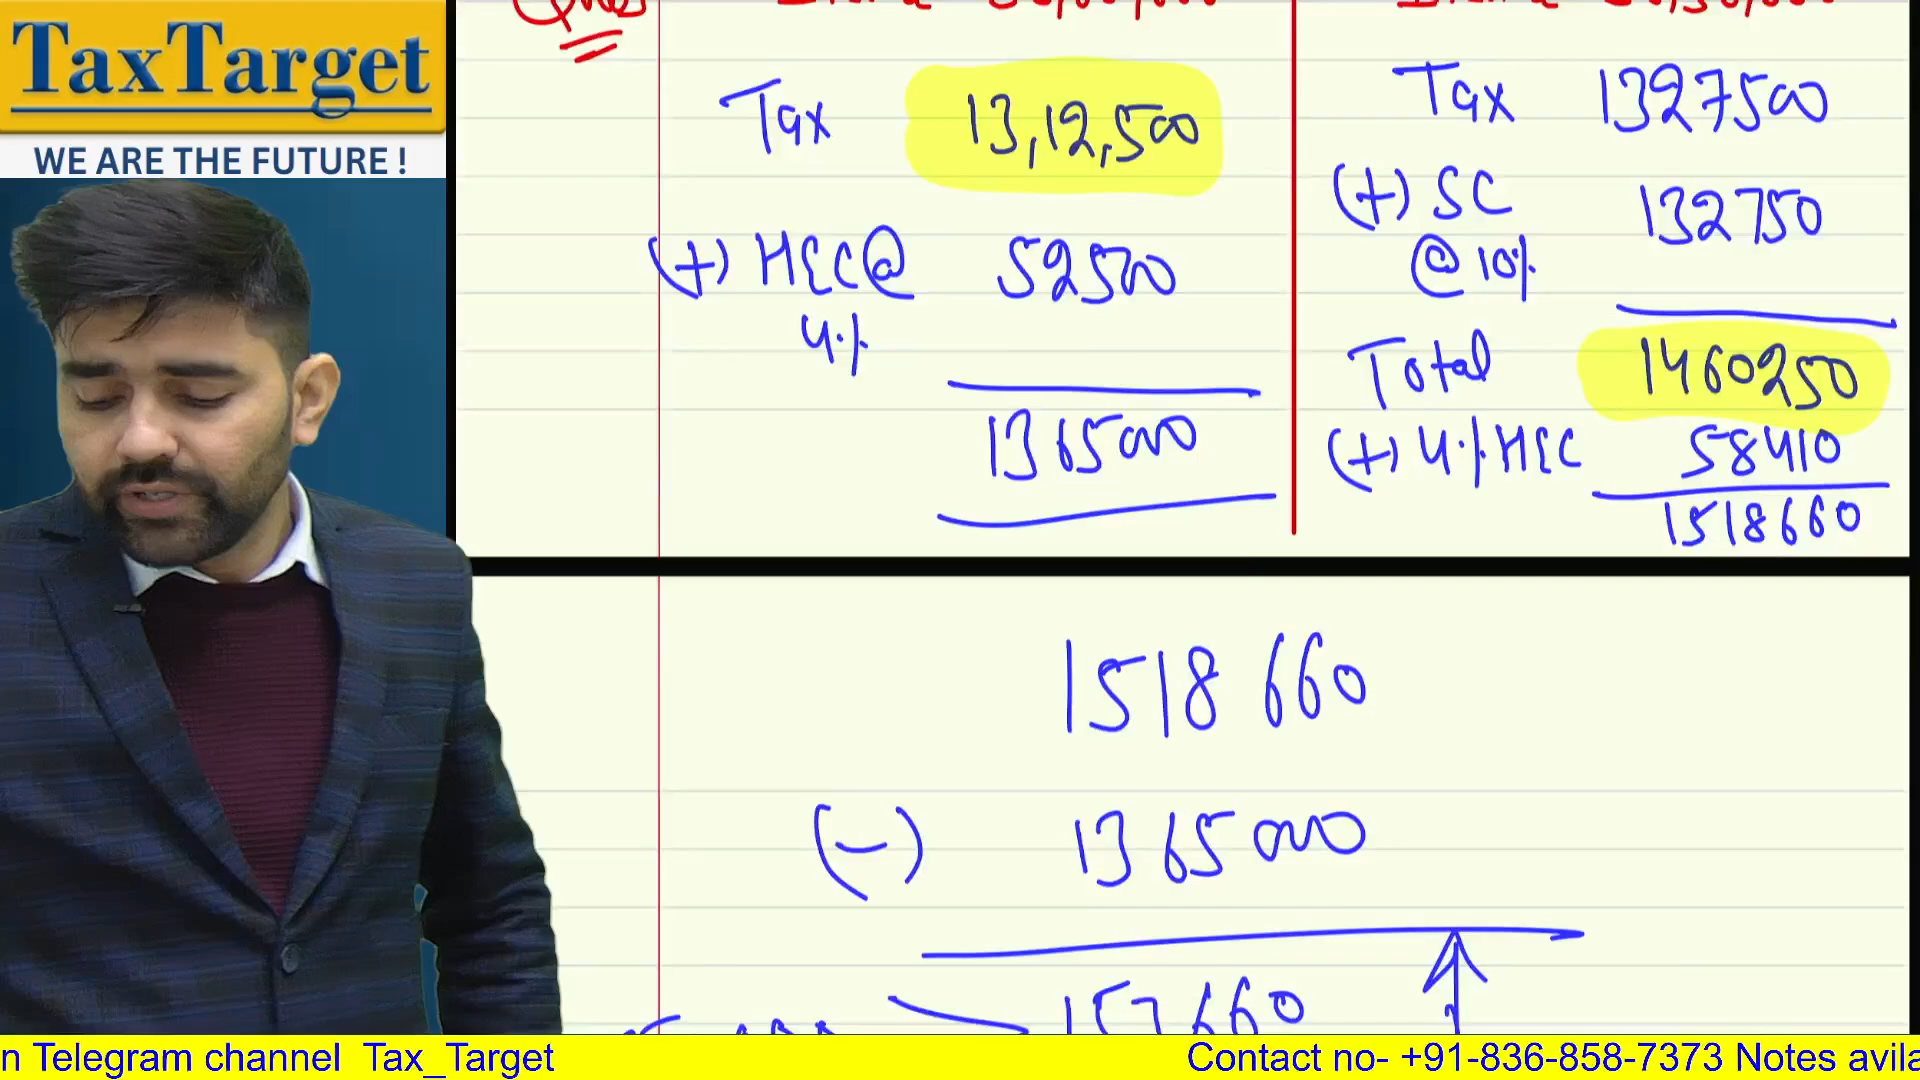 TaxTarget
WE ARE THE FUTURE !
Tax 13,12,500
(+) HEC@ 52500
4%
1365000
Tax 1327500
(+) SC 132750
@ 10%
Total 1460250
(+) 4% HEC 58410
1518660
1518660
(-) 1365000
153660
n Telegram channel Tax_Target
Contact no- +91-836-858-7373 Notes avila